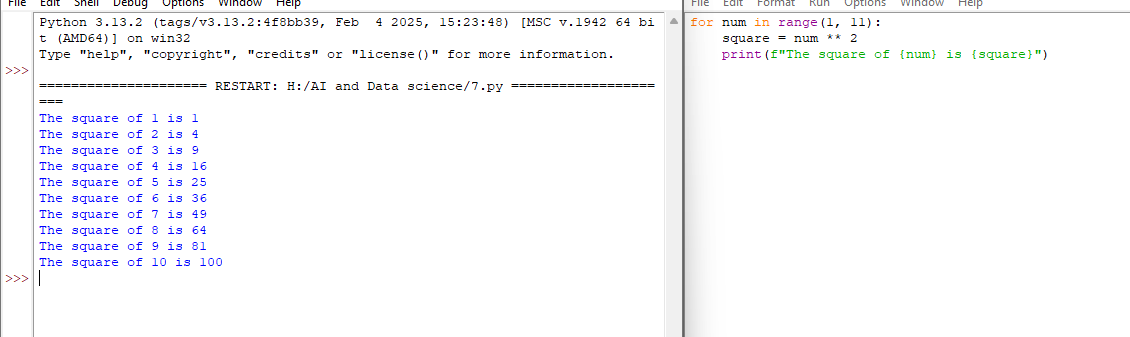 File Edit Shell Debug Options Window Help
Python 3.13.2 (tags/v3.13.2:4f8bb39, Feb  4 2025, 15:23:48) [MSC v.1942 64 bi
t (AMD64)] on win32
Type "help", "copyright", "credits" or "license()" for more information.
>>>
===================== RESTART: H:/AI and Data science/7.py ==================
===
The square of 1 is 1
The square of 2 is 4
The square of 3 is 9
The square of 4 is 16
The square of 5 is 25
The square of 6 is 36
The square of 7 is 49
The square of 8 is 64
The square of 9 is 81
The square of 10 is 100
>>>
File Edit Format Run Options Window Help
for num in range(1, 11):
    square = num ** 2
    print(f"The square of {num} is {square}")